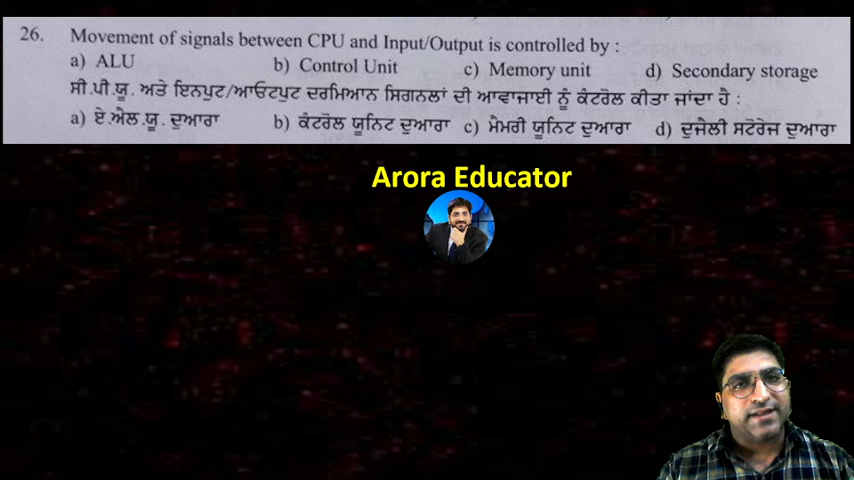 26. Movement of signals between CPU and Input/Output is controlled by :
a) ALU b) Control Unit c) Memory unit d) Secondary storage
ਸੀ.ਪੀ.ਯੂ. ਅਤੇ ਇਨਪੁਟ/ਆਓਟਪੁਟ ਦਰਮਿਆਨ ਸਿਗਨਲਾਂ ਦੀ ਆਵਾਜਾਈ ਨੂੰ ਕੰਟਰੋਲ ਕੀਤਾ ਜਾਂਦਾ ਹੈ :
a) ਏ.ਐਲ.ਯੂ. ਦੁਆਰਾ b) ਕੰਟਰੋਲ ਯੂਨਿਟ ਦੁਆਰਾ c) ਮੈਮਰੀ ਯੂਨਿਟ ਦੁਆਰਾ d) ਦੁਜੈਲੀ ਸਟੋਰੇਜ ਦੁਆਰਾ
Arora Educator